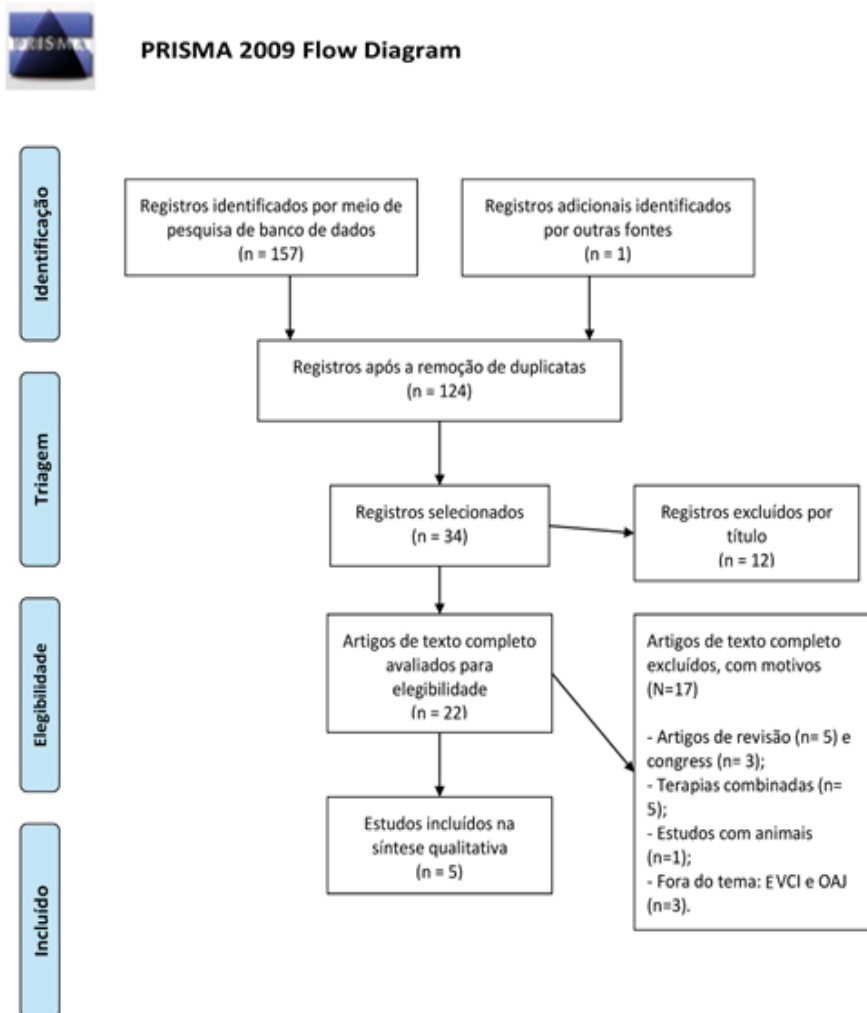 PRISMA
PRISMA 2009 Flow Diagram
Identificação
Registros identificados por meio de
pesquisa de banco de dados
(n = 157)
Registros adicionais identificados
por outras fontes
(n = 1)
Registros após a remoção de duplicatas
(n = 124)
Triagem
Registros selecionados
(n = 34)
Registros excluídos por
título
(n = 12)
Elegibilidade
Artigos de texto completo
avaliados para
elegibilidade
(n = 22)
Artigos de texto completo
excluídos, com motivos
(N=17)
- Artigos de revisão (n= 5) e
congress (n= 3);
- Terapias combinadas (n=
5);
- Estudos com animais
(n=1);
- Fora do tema: EVCI e OAJ
(n=3).
Incluído
Estudos incluídos na
síntese qualitativa
(n = 5)